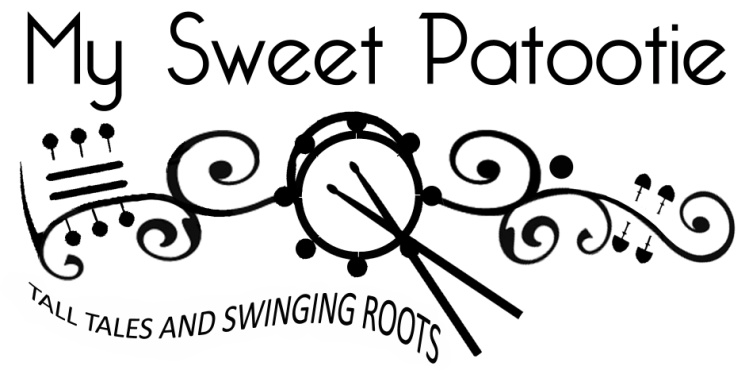 My Sweet Patootie
TALL TALES AND SWINGING ROOTS